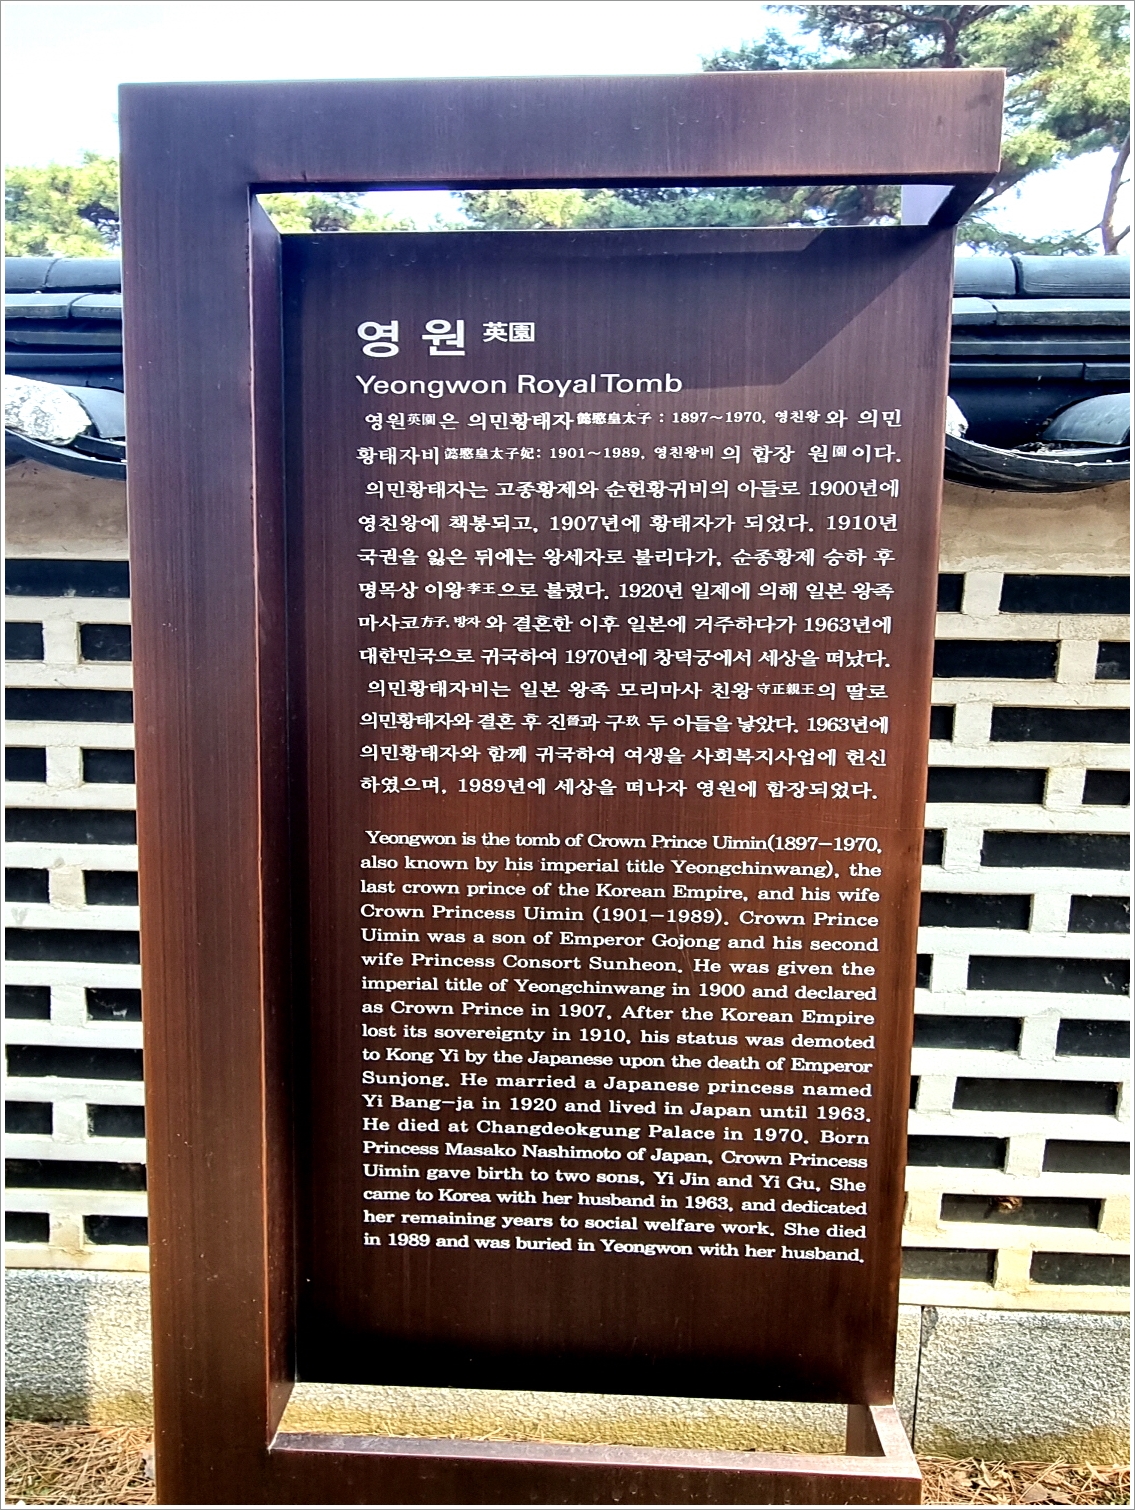 영 원 英園
Yeongwon Royal Tomb
영원英園은 의민황태자懿愍皇太子 : 1897~1970, 영친왕 와 의민
황태자비懿愍皇太子妃: 1901~1989, 영친왕비 의 합장 원園이다.
의민황태자는 고종황제와 순헌황귀비의 아들로 1900년에
영친왕에 책봉되고, 1907년에 황태자가 되었다. 1910년
국권을 잃은 뒤에는 왕세자로 불리다가, 순종황제 승하 후
명목상 이왕李王으로 불렸다. 1920년 일제에 의해 일본 왕족
마사코方子, 방자 와 결혼한 이후 일본에 거주하다가 1963년에
대한민국으로 귀국하여 1970년에 창덕궁에서 세상을 떠났다.
의민황태자비는 일본 왕족 모리마사 친왕守正親王의 딸로
의민황태자와 결혼 후 진晉과 구玖 두 아들을 낳았다. 1963년에
의민황태자와 함께 귀국하여 여생을 사회복지사업에 헌신
하였으며, 1989년에 세상을 떠나자 영원에 합장되었다.
Yeongwon is the tomb of Crown Prince Uimin(1897-1970,
also known by his imperial title Yeongchinwang), the
last crown prince of the Korean Empire, and his wife
Crown Princess Uimin (1901-1989). Crown Prince
Uimin was a son of Emperor Gojong and his second
wife Princess Consort Sunheon. He was given the
imperial title of Yeongchinwang in 1900 and declared
as Crown Prince in 1907. After the Korean Empire
lost its sovereignty in 1910, his status was demoted
to Kong Yi by the Japanese upon the death of Emperor
Sunjong. He married a Japanese princess named
Yi Bang-ja in 1920 and lived in Japan until 1963.
He died at Changdeokgung Palace in 1970. Born
Princess Masako Nashimoto of Japan, Crown Princess
Uimin gave birth to two sons, Yi Jin and Yi Gu. She
came to Korea with her husband in 1963, and dedicated
her remaining years to social welfare work. She died
in 1989 and was buried in Yeongwon with her husband.